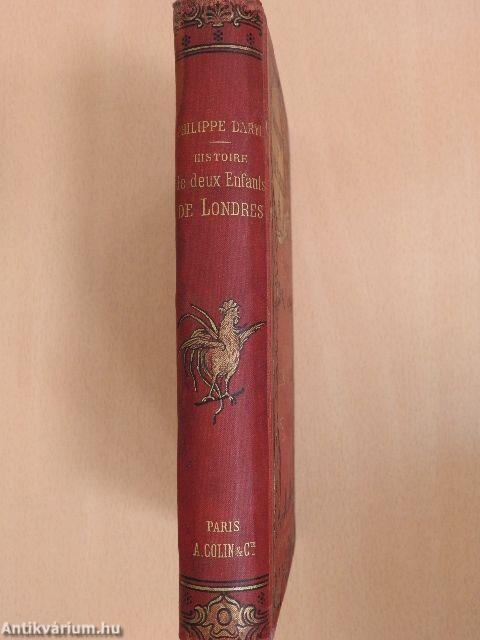 PHILIPPE DARYL
HISTOIRE
de deux Enfants
DE LONDRES
PARIS
A. COLIN & CIE
Antikvárium.hu